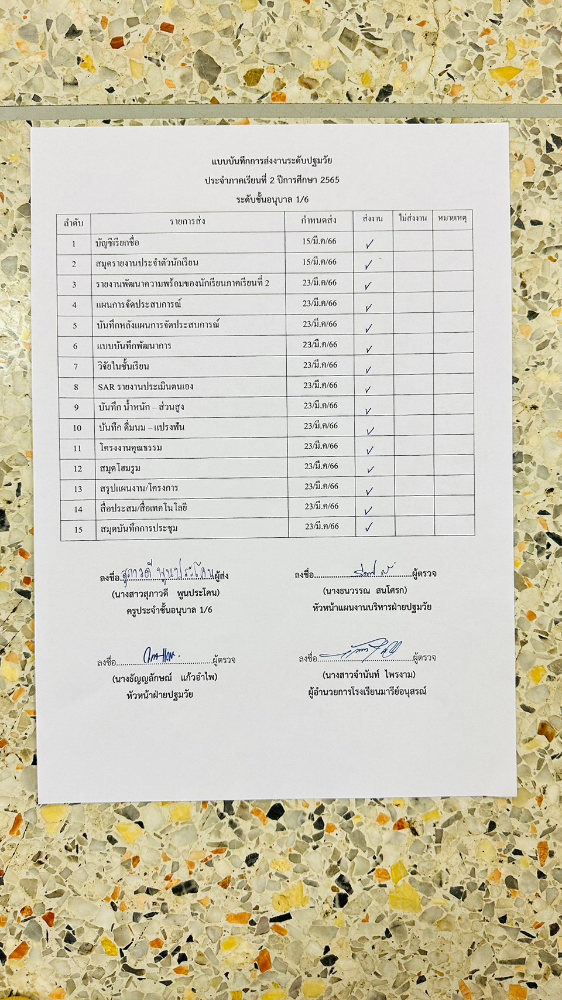 แบบบันทึกการส่งงานระดับปฐมวัย
ประจำภาคเรียนที่ 2 ปีการศึกษา 2565
ระดับชั้นอนุบาล 1/6
ลำดับ รายการส่ง กำหนดส่ง ส่งงาน ไม่ส่งงาน หมายเหตุ
1 บัญชีเรียกชื่อ 15/มี.ค/66 ✓
2 สมุดรายงานประจำตัวนักเรียน 15/มี.ค/66 ✓
3 รายงานพัฒนาความพร้อมของนักเรียนภาคเรียนที่ 2 23/มี.ค/66 ✓
4 แผนการจัดประสบการณ์ 23/มี.ค/66 ✓
5 บันทึกหลังแผนการจัดประสบการณ์ 23/มี.ค/66 ✓
6 แบบบันทึกพัฒนาการ 23/มี.ค/66 ✓
7 วิจัยในชั้นเรียน 23/มี.ค/66 ✓
8 SAR รายงานประเมินตนเอง 23/มี.ค/66 ✓
9 บันทึก น้ำหนัก – ส่วนสูง 23/มี.ค/66 ✓
10 บันทึก ดื่มนม – แปรงฟัน 23/มี.ค/66 ✓
11 โครงงานคุณธรรม 23/มี.ค/66 ✓
12 สมุดโฮมรูม 23/มี.ค/66 ✓
13 สรุปแผนงาน/โครงการ 23/มี.ค/66 ✓
14 สื่อประสม/สื่อเทคโนโลยี 23/มี.ค/66 ✓
15 สมุดบันทึกการประชุม 23/มี.ค/66 ✓
ลงชื่อ สุภาวดี พูนประโคน ผู้ส่ง ลงชื่อ ผู้ตรวจ
(นางสาวสุภาวดี พูนประโคน) (นางธนวรรณ สนโศรก)
ครูประจำชั้นอนุบาล 1/6 หัวหน้าแผนงานบริหารฝ่ายปฐมวัย
ลงชื่อ ผู้ตรวจ ลงชื่อ ผู้ตรวจ
(นางธัญญลักษณ์ แก้วอำไพ) (นางสาวจำนันท์ ไพรงาม)
หัวหน้าฝ่ายปฐมวัย ผู้อำนวยการโรงเรียนมารีย์อนุสรณ์